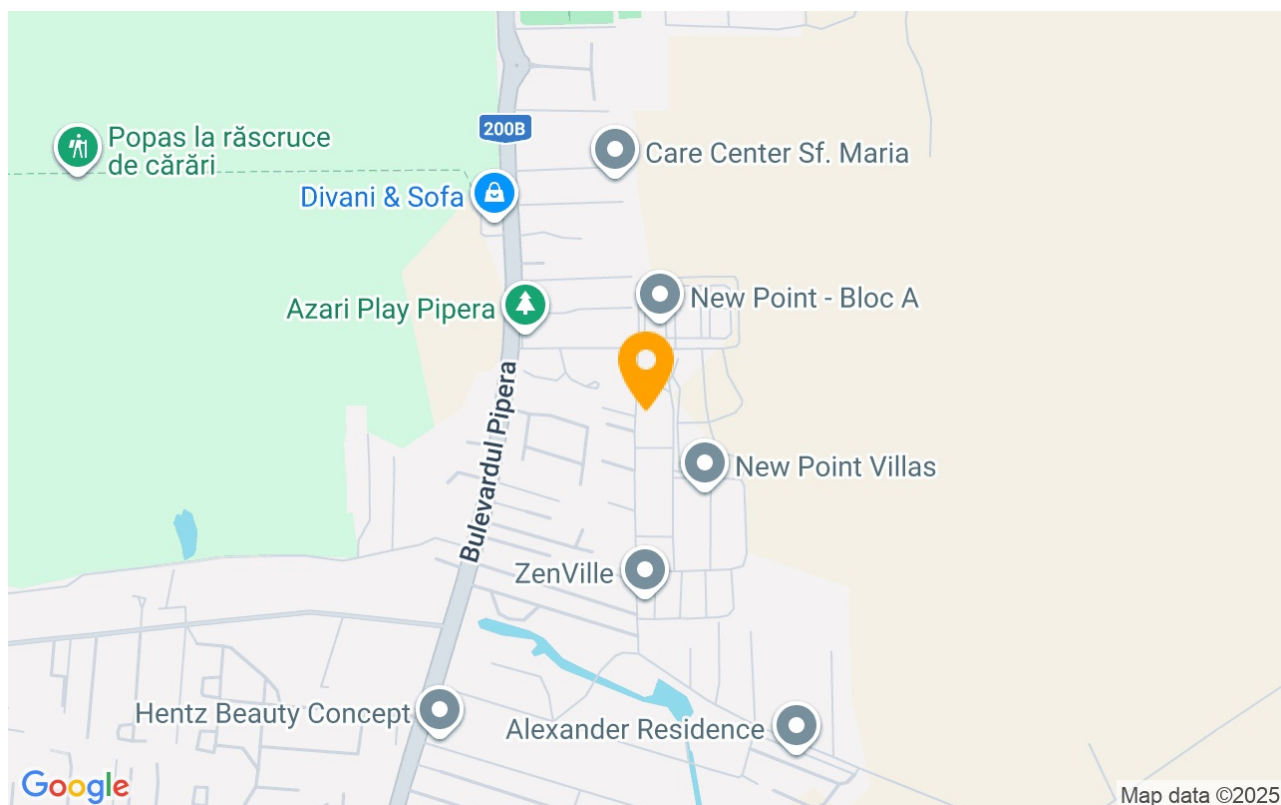 Popas la răscruce
de cărări
200B
Care Center Sf. Maria
Divani & Sofa
New Point - Bloc A
Azari Play Pipera
Bulevardul Pipera
New Point Villas
ZenVille
Hentz Beauty Concept
Alexander Residence
Google
Map data ©2025